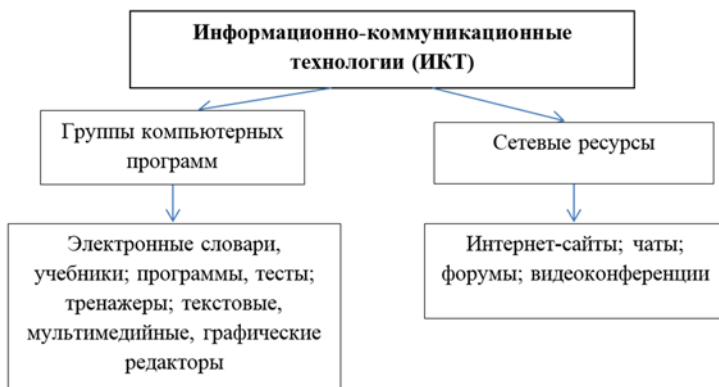 Информационно-коммуникационные
технологии (ИКТ)
Группы компьютерных
программ
Сетевые ресурсы
Электронные словари,
учебники; программы, тесты;
тренажеры; текстовые,
мультимедийные, графические
редакторы
Интернет-сайты; чаты;
форумы; видеоконференции